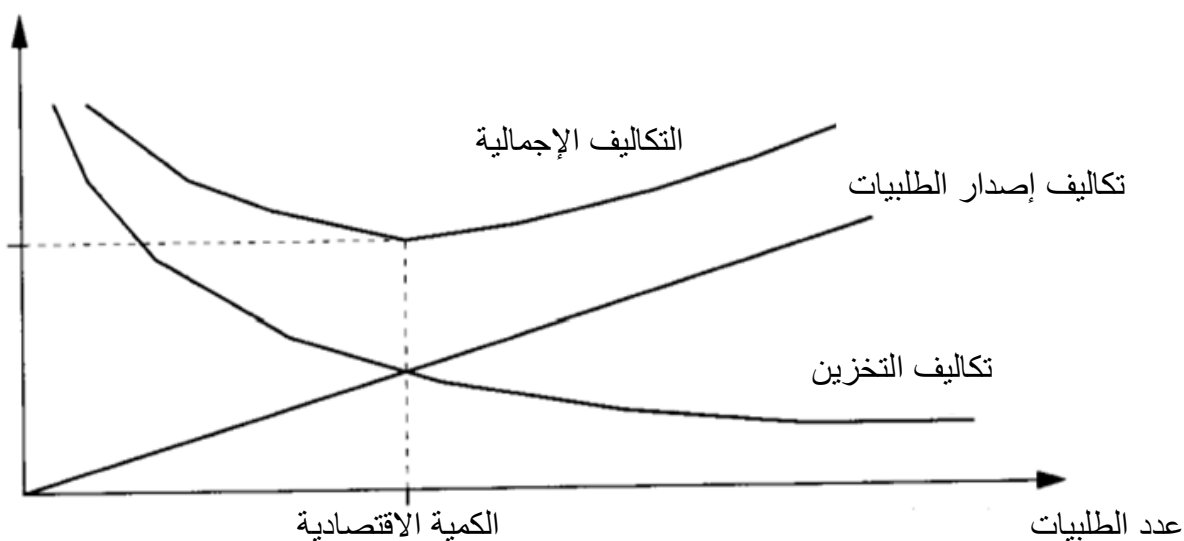 التكاليف الإجمالية
تكاليف إصدار الطلبيات
تكاليف التخزين
الكمية الاقتصادية
عدد الطلبيات